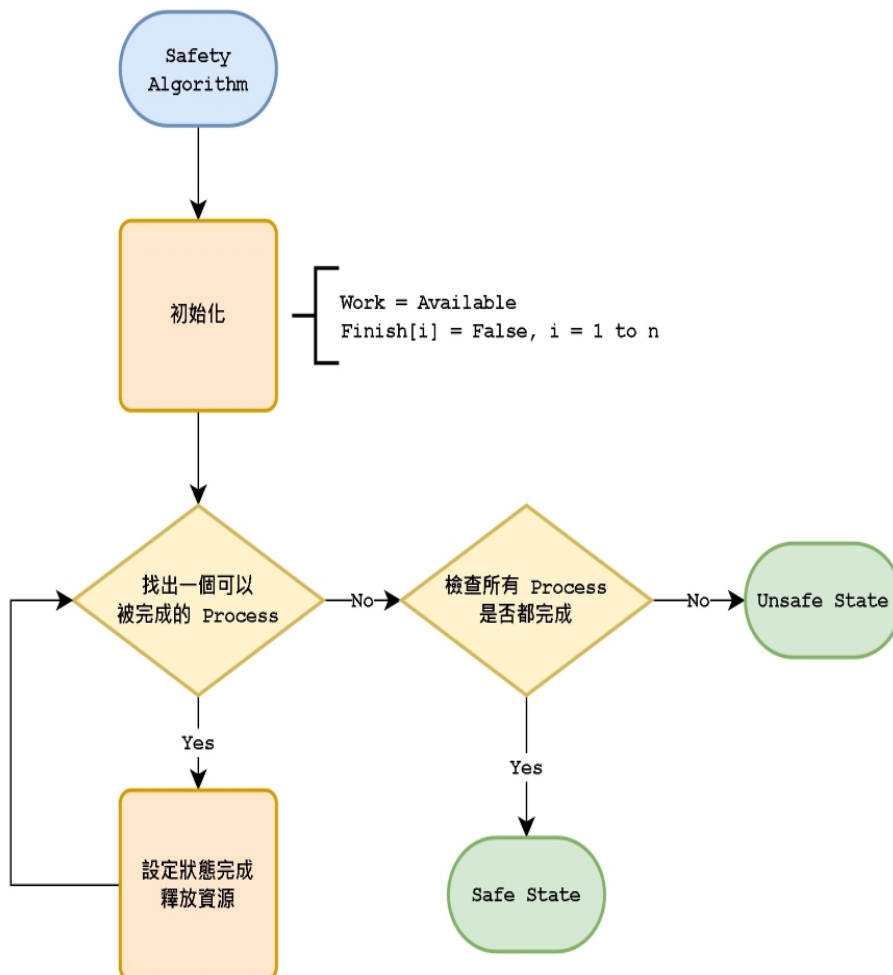 Safety
Algorithm
初始化
Work = Available
Finish[i] = False, i = 1 to n
找出一個可以
被完成的 Process
No
檢查所有 Process
是否都完成
No
Unsafe State
Yes
Yes
設定狀態完成
釋放資源
Safe State